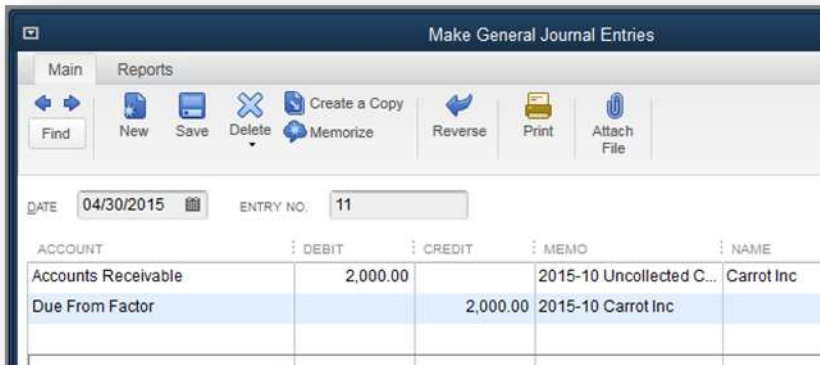 Make General Journal Entries
Main Reports
Find New Save Delete Create a Copy Memorize Reverse Print Attach File
DATE 04/30/2015 ENTRY NO. 11
ACCOUNT DEBIT CREDIT MEMO NAME
Accounts Receivable 2,000.00 2015-10 Uncollected C... Carrot Inc
Due From Factor 2,000.00 2015-10 Carrot Inc